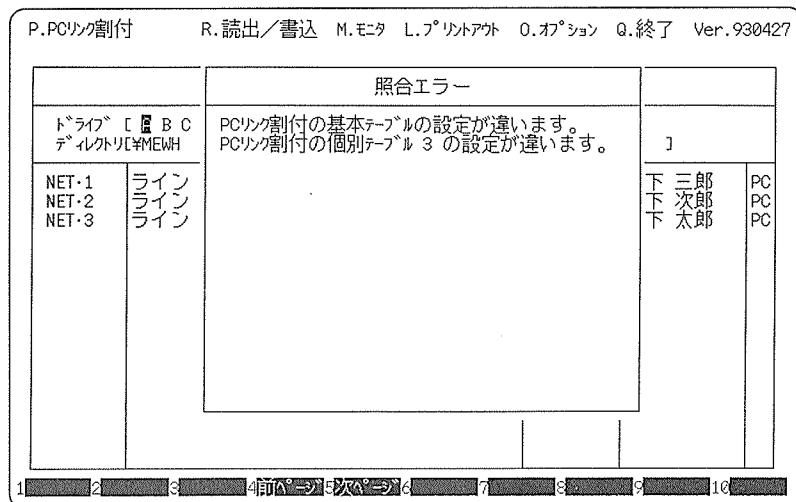 P.PCﾘﾝｸ割付 R.読出／書込 M.ﾓﾆﾀ L.ﾌﾟﾘﾝﾄｱｳﾄ O.ｵﾌﾟｼｮﾝ Q.終了 Ver.930427
照合エラー
ﾄﾞﾗｲﾌﾞ [ A B C
ﾃﾞｨﾚｸﾄﾘ[¥MEWH
]
PCﾘﾝｸ割付の基本ﾃｰﾌﾞﾙの設定が違います。
PCﾘﾝｸ割付の個別ﾃｰﾌﾞﾙ 3 の設定が違います。
NET･1 ライン 下 三郎 PC
NET･2 ライン 下 次郎 PC
NET･3 ライン 下 太郎 PC
1 2 3 4前ﾍﾟｰｼﾞ 5次ﾍﾟｰｼﾞ 6 7 8 9 10